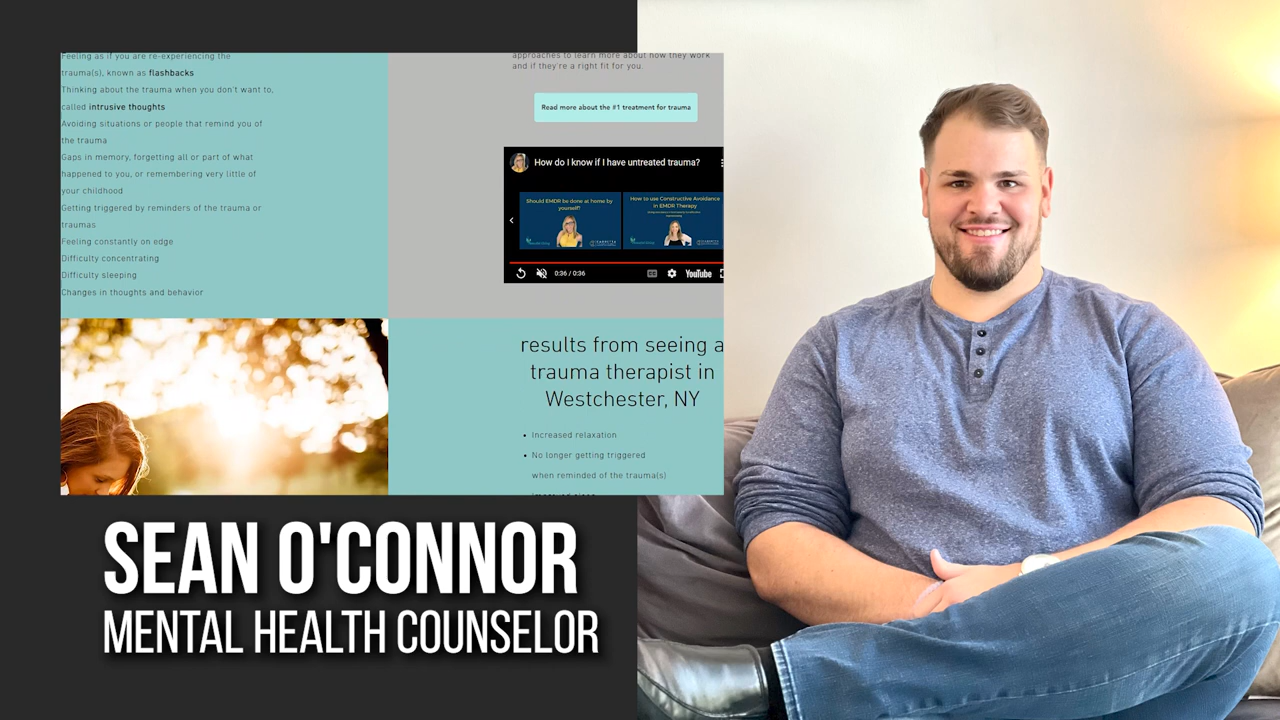 Feeling as if you are re-experiencing the
trauma(s), known as flashbacks
Thinking about the trauma when you don't want to,
called intrusive thoughts
Avoiding situations or people that remind you of
the trauma
Gaps in memory, forgetting all or part of what
happened to you, or remembering very little of
your childhood
Getting triggered by reminders of the trauma or
traumas
Feeling constantly on edge
Difficulty concentrating
Difficulty sleeping
Changes in thoughts and behavior
approaches to learn more about how they work
and if they're a right fit for you.
Read more about the #1 treatment for trauma
How do I know if I have untreated trauma?
Should EMDR be done at home by
yourself?
How to use Constructive Avoidance
in EMDR Therapy
0:36 / 0:36
CC
YouTube
results from seeing a
trauma therapist in
Westchester, NY
• Increased relaxation
• No longer getting triggered
when reminded of the trauma(s)
SEAN O'CONNOR
MENTAL HEALTH COUNSELOR